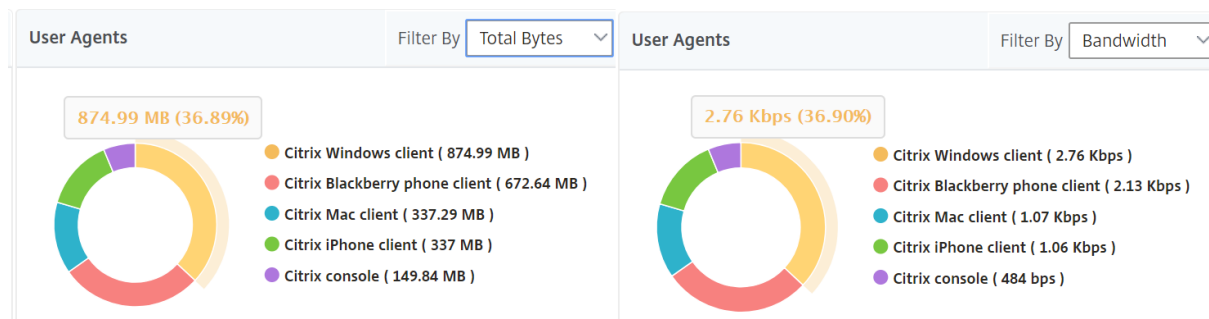 User Agents
Filter By Total Bytes
874.99 MB (36.89%)
Citrix Windows client ( 874.99 MB )
Citrix Blackberry phone client ( 672.64 MB )
Citrix Mac client ( 337.29 MB )
Citrix iPhone client ( 337 MB )
Citrix console ( 149.84 MB )
User Agents
Filter By Bandwidth
2.76 Kbps (36.90%)
Citrix Windows client ( 2.76 Kbps )
Citrix Blackberry phone client ( 2.13 Kbps )
Citrix Mac client ( 1.07 Kbps )
Citrix iPhone client ( 1.06 Kbps )
Citrix console ( 484 bps )